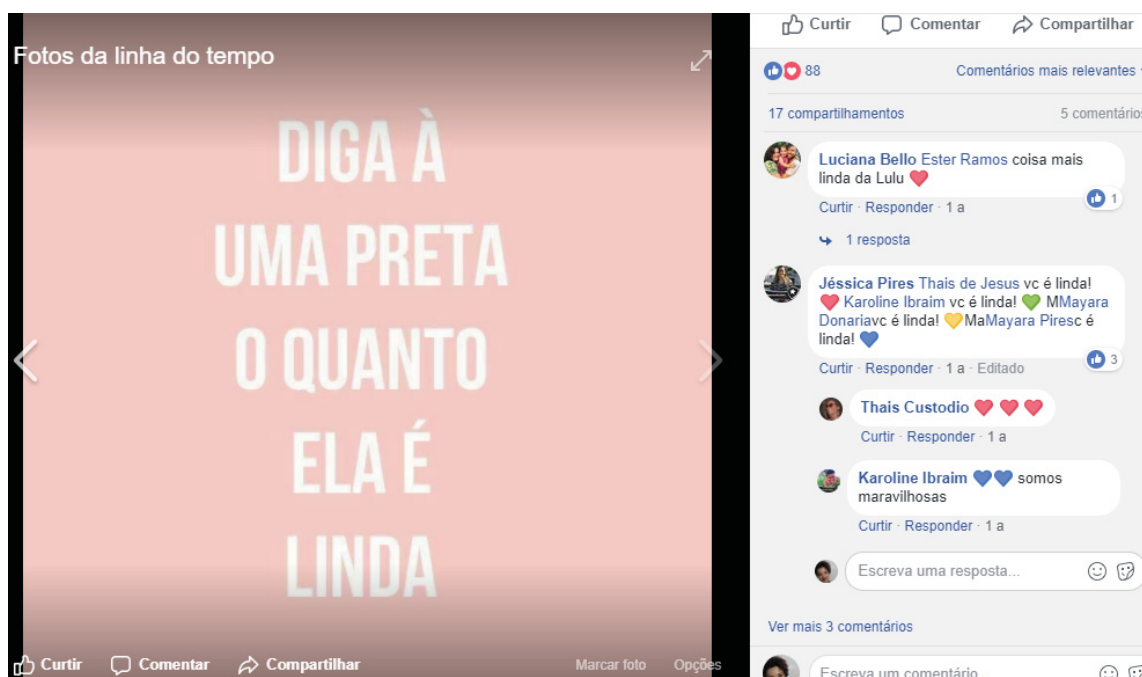 Fotos da linha do tempo
DIGA À
UMA PRETA
O QUANTO
ELA É
LINDA
Curtir Comentar Compartilhar
Marcar foto Opções
Curtir Comentar Compartilhar
88 Comentários mais relevantes
17 compartilhamentos 5 comentários
Luciana Bello Ester Ramos coisa mais
linda da Lulu
Curtir · Responder · 1 a 1
1 resposta
Jéssica Pires Thais de Jesus vc é linda!
Karoline Ibraim vc é linda! MMayara
Donariavc é linda! MaMayara Piresc é
linda!
Curtir · Responder · 1 a · Editado 3
Thais Custodio
Curtir · Responder · 1 a
Karoline Ibraim somos
maravilhosas
Curtir · Responder · 1 a
Escreva uma resposta...
Ver mais 3 comentários
Escreva um comentário